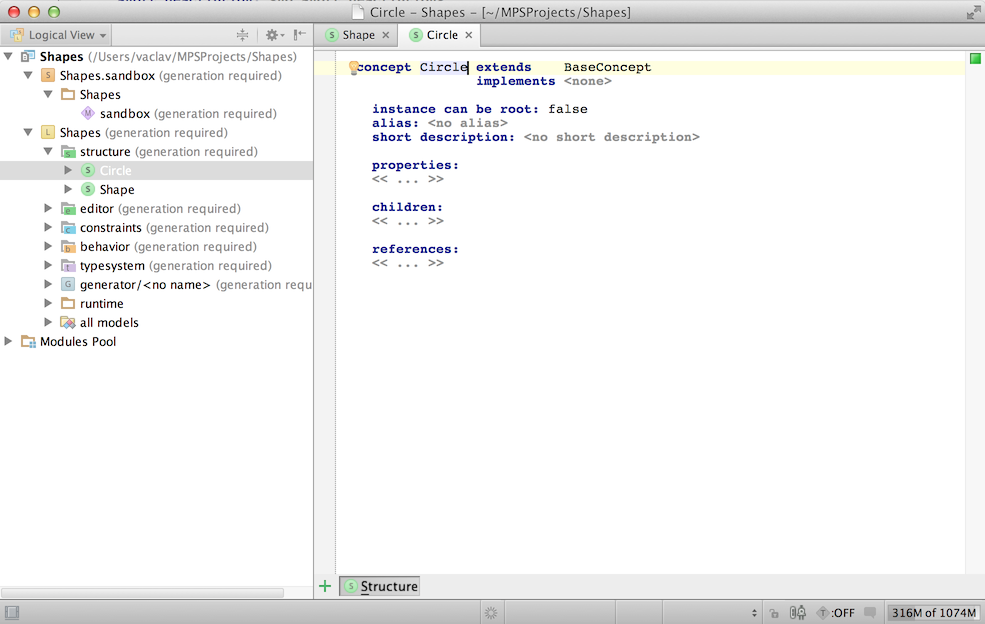 Circle – Shapes – [~/MPSProjects/Shapes]
Logical View
Shape
Circle
Shapes (/Users/vaclav/MPSProjects/Shapes)
S Shapes.sandbox (generation required)
Shapes
M sandbox (generation required)
L Shapes (generation required)
s structure (generation required)
S Circle
S Shape
e editor (generation required)
c constraints (generation required)
b behavior (generation required)
t typesystem (generation required)
G generator/<no name> (generation requ
runtime
all models
Modules Pool
concept Circle extends BaseConcept
implements <none>
instance can be root: false
alias: <no alias>
short description: <no short description>
properties:
<< ... >>
children:
<< ... >>
references:
<< ... >>
S Structure
T :OFF
316M of 1074M